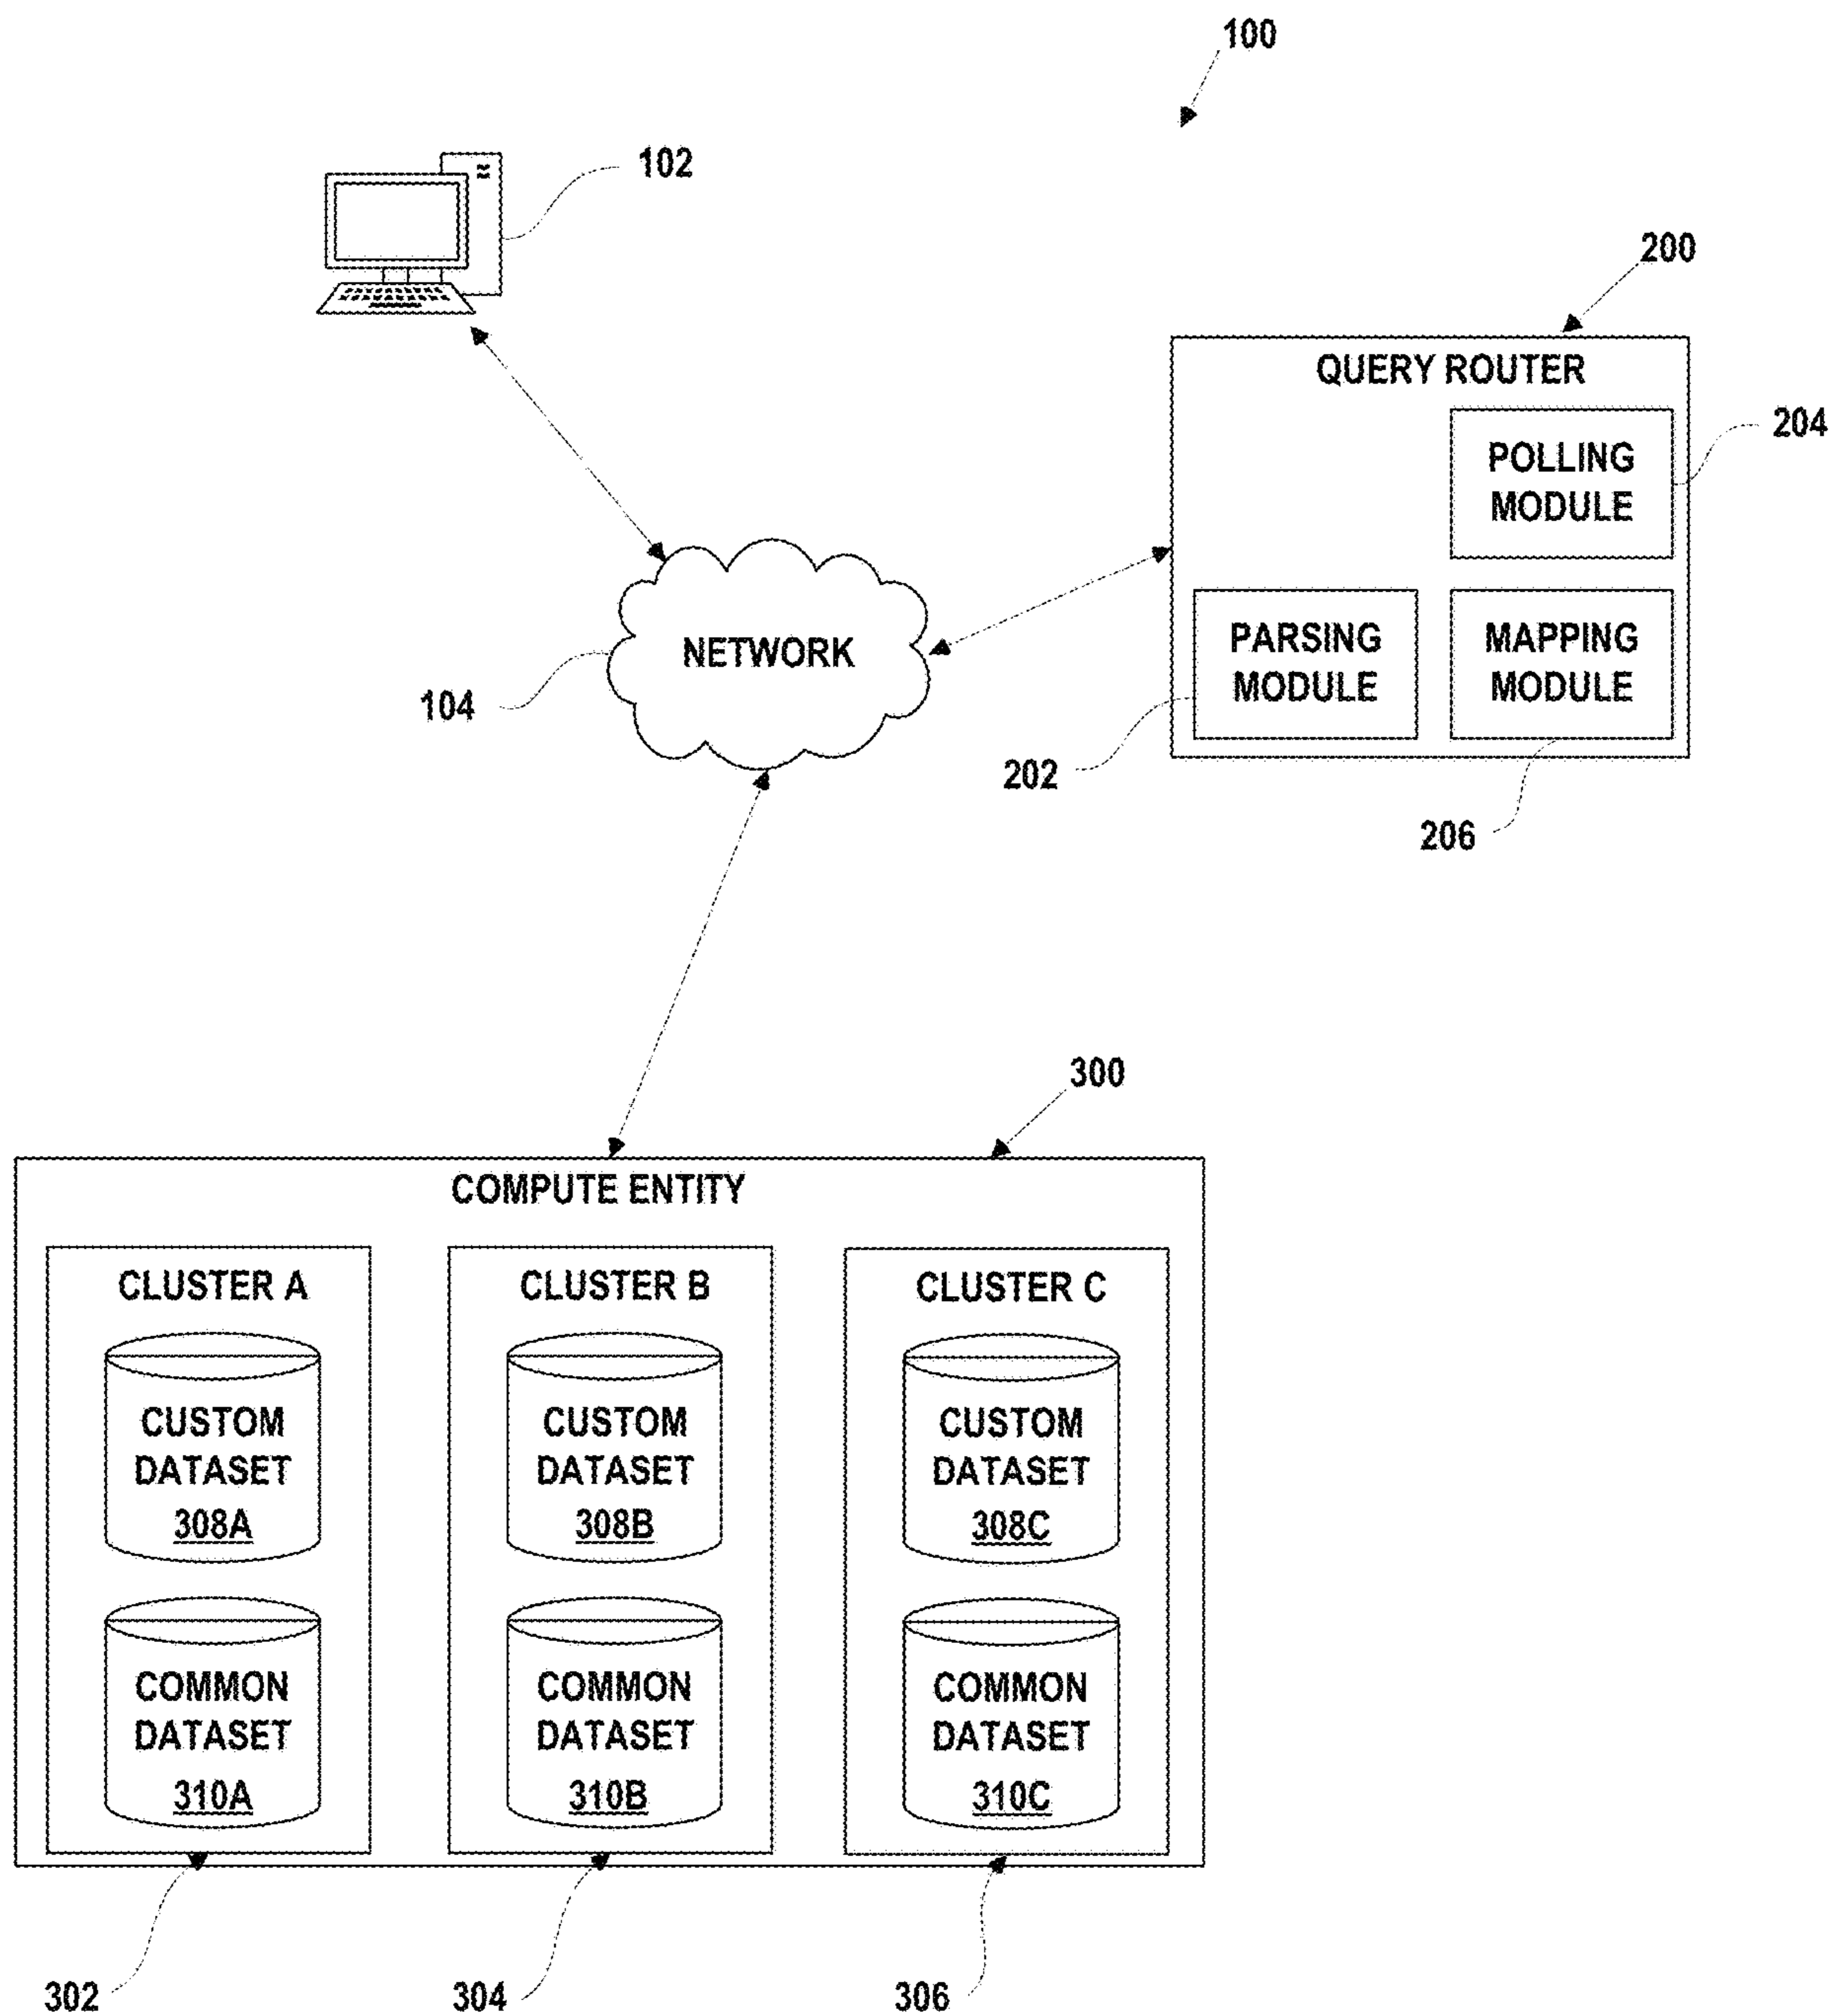 100
102
200
QUERY ROUTER
204
POLLING
MODULE
NETWORK
104
PARSING
MODULE
MAPPING
MODULE
202
206
300
COMPUTE ENTITY
CLUSTER A
CUSTOM
DATASET
308A
COMMON
DATASET
310A
CLUSTER B
CUSTOM
DATASET
308B
COMMON
DATASET
310B
CLUSTER C
CUSTOM
DATASET
308C
COMMON
DATASET
310C
302
304
306